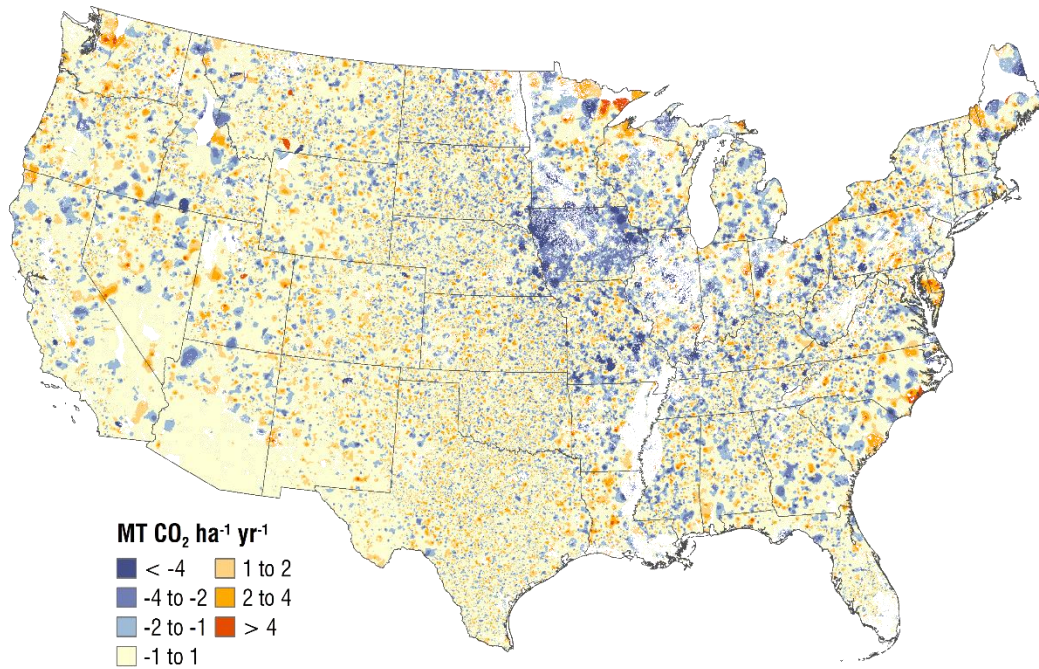 MT CO₂ ha⁻¹ yr⁻¹
< -4
-4 to -2
-2 to -1
-1 to 1
1 to 2
2 to 4
> 4